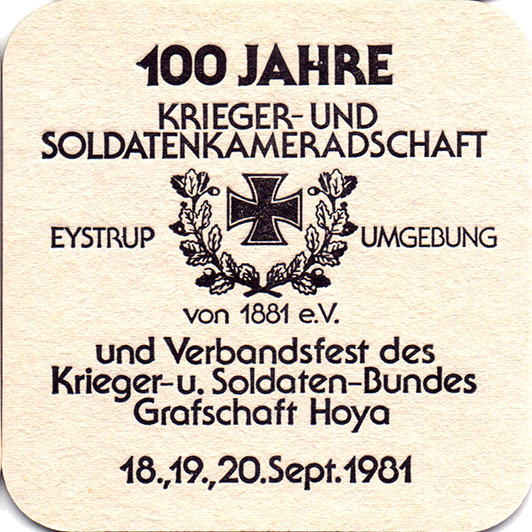 100 JAHRE
KRIEGER-UND
SOLDATENKAMERADSCHAFT
EYSTRUP UMGEBUNG
von 1881 e.V.
und Verbandsfest des
Krieger-u. Soldaten-Bundes
Grafschaft Hoya
18.,19.,20.Sept.1981